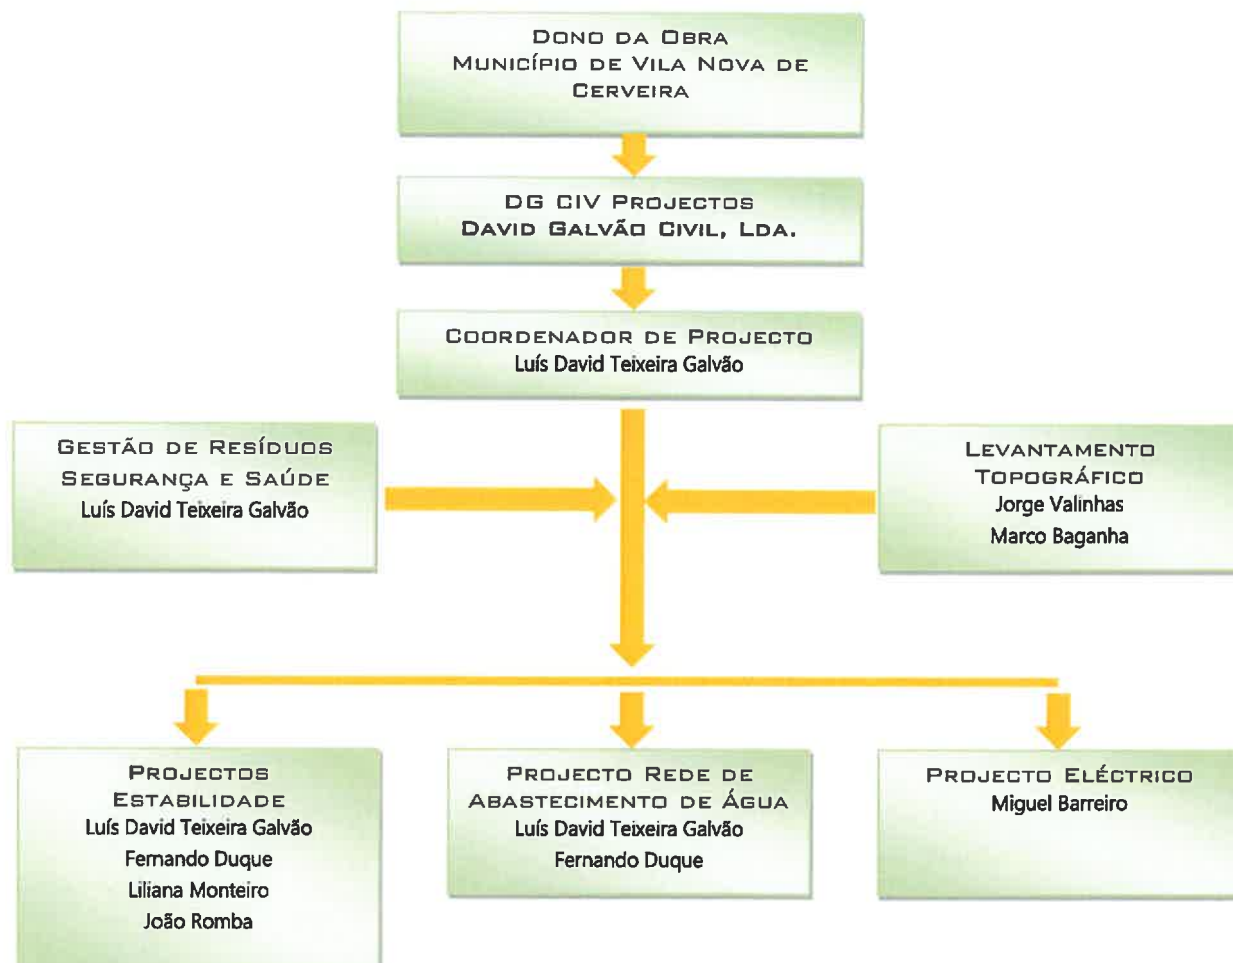 DONO DA OBRA
MUNICÍPIO DE VILA NOVA DE
CERVEIRA
DG CIV PROJECTOS
DAVID GALVÃO CIVIL, LDA.
COORDENADOR DE PROJECTO
Luís David Teixeira Galvão
GESTÃO DE RESÍDUOS
SEGURANÇA E SAÚDE
Luís David Teixeira Galvão
LEVANTAMENTO
TOPOGRÁFICO
Jorge Valinhas
Marco Baganha
PROJECTOS
ESTABILIDADE
Luís David Teixeira Galvão
Fernando Duque
Liliana Monteiro
João Romba
PROJECTO REDE DE
ABASTECIMENTO DE ÁGUA
Luís David Teixeira Galvão
Fernando Duque
PROJECTO ELÉCTRICO
Miguel Barreiro